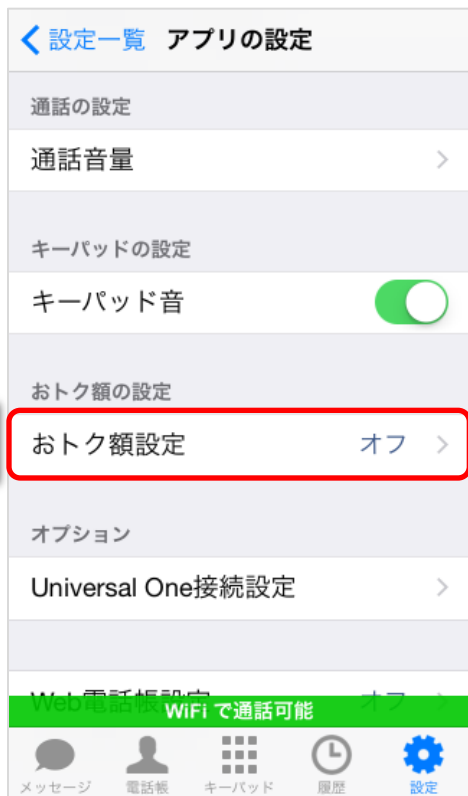 設定一覧 アプリの設定
通話の設定
通話音量
キーパッドの設定
キーパッド音
おトク額の設定
おトク額設定 オフ
オプション
Universal One接続設定
Web電話帳設定 オフ
WiFi で通話可能
メッセージ 電話帳 キーパッド 履歴 設定